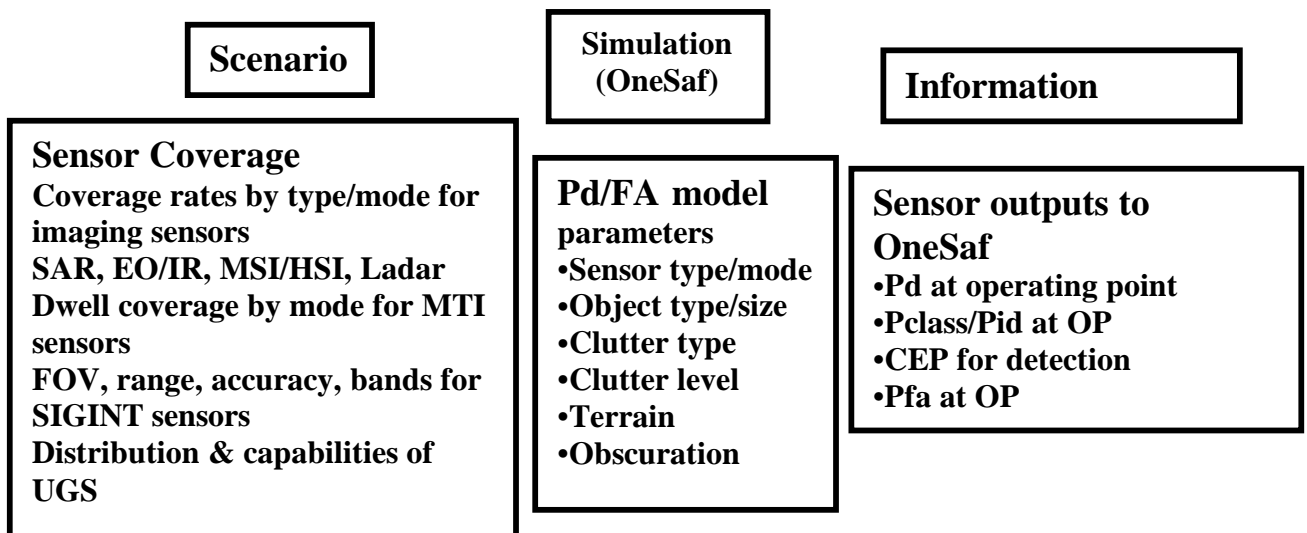 Scenario
Sensor Coverage
Coverage rates by type/mode for
imaging sensors
SAR, EO/IR, MSI/HSI, Ladar
Dwell coverage by mode for MTI
sensors
FOV, range, accuracy, bands for
SIGINT sensors
Distribution & capabilities of
UGS
Simulation
(OneSaf)
Pd/FA model
parameters
•Sensor type/mode
•Object type/size
•Clutter type
•Clutter level
•Terrain
•Obscuration
Information
Sensor outputs to
OneSaf
•Pd at operating point
•Pclass/Pid at OP
•CEP for detection
•Pfa at OP